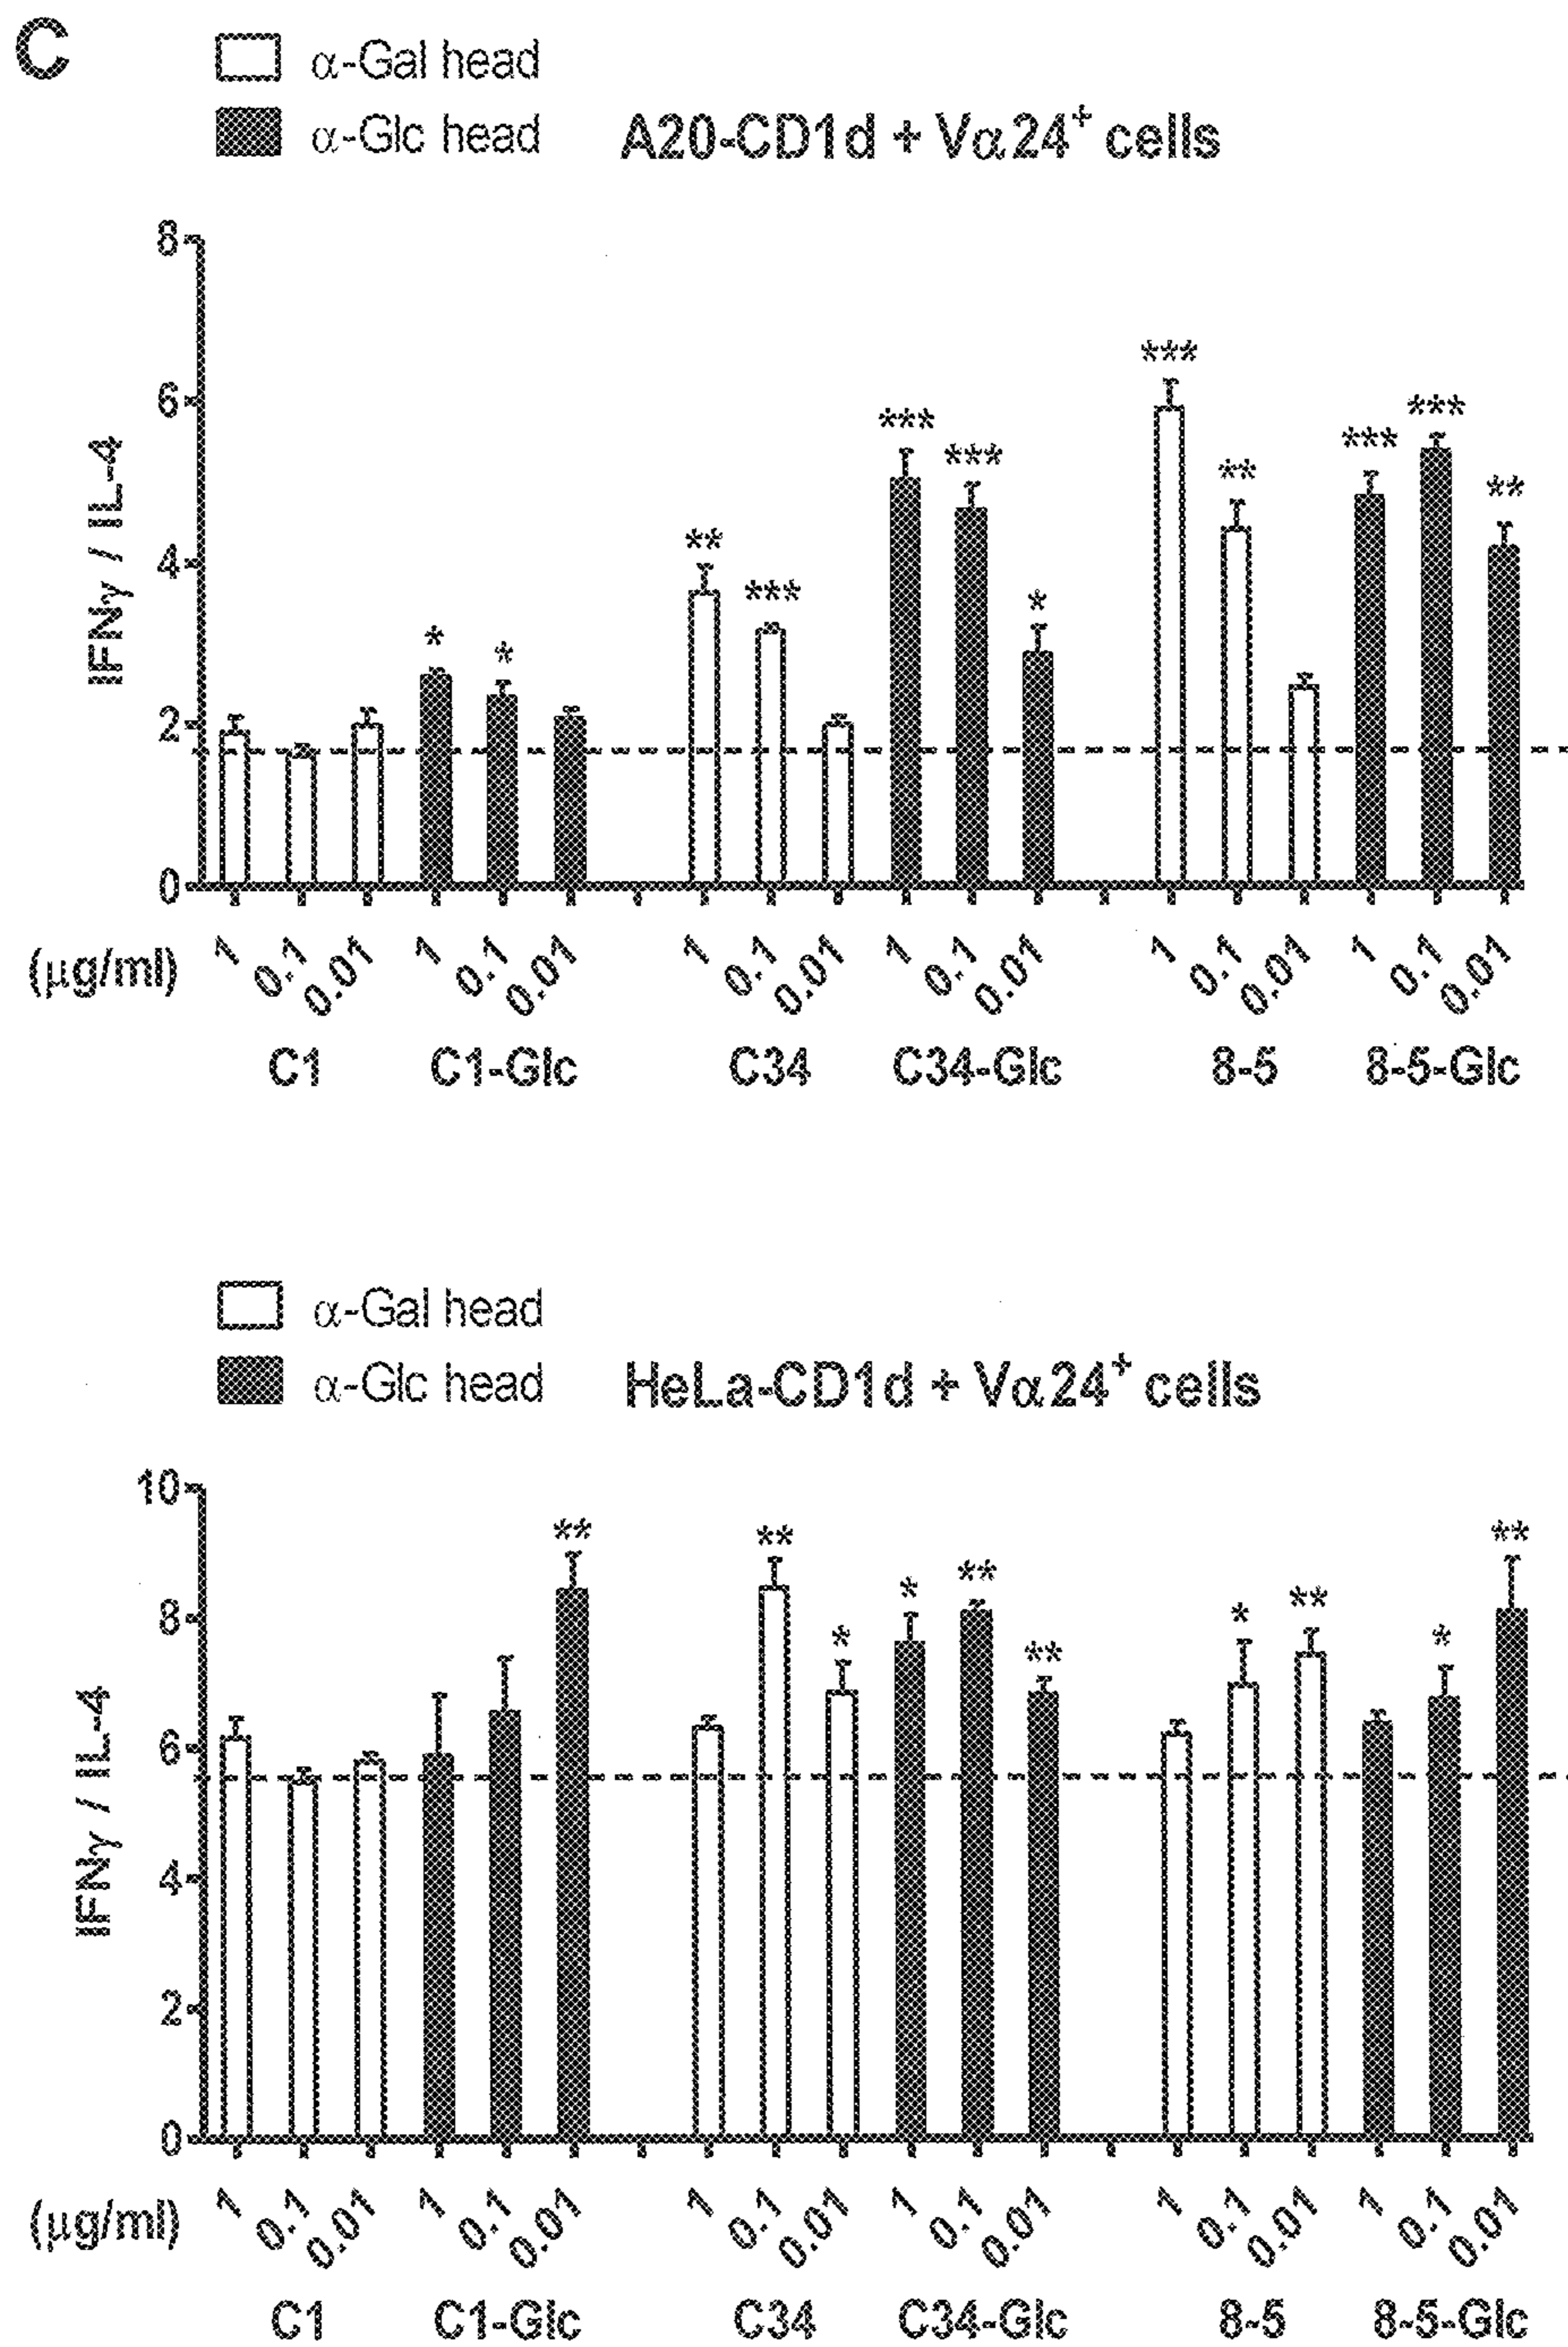 C
α-Gal head
α-Glc head
A20-CD1d + Vα24⁺ cells
***
***
***
***
***
**
**
**
***
*
*
*
8
6
4
2
0
IFNγ / IL-4
(μg/ml)
1 0.1 0.01 1 0.1 0.01 1 0.1 0.01 1 0.1 0.01 1 0.1 0.01 1 0.1 0.01
C1 C1-Glc C34 C34-Glc 8-5 8-5-Glc
α-Gal head
α-Glc head
HeLa-CD1d + Vα24⁺ cells
**
**
**
**
*
*
**
*
**
*
**
10
8
6
4
2
0
IFNγ / IL-4
(μg/ml)
1 0.1 0.01 1 0.1 0.01 1 0.1 0.01 1 0.1 0.01 1 0.1 0.01 1 0.1 0.01
C1 C1-Glc C34 C34-Glc 8-5 8-5-Glc